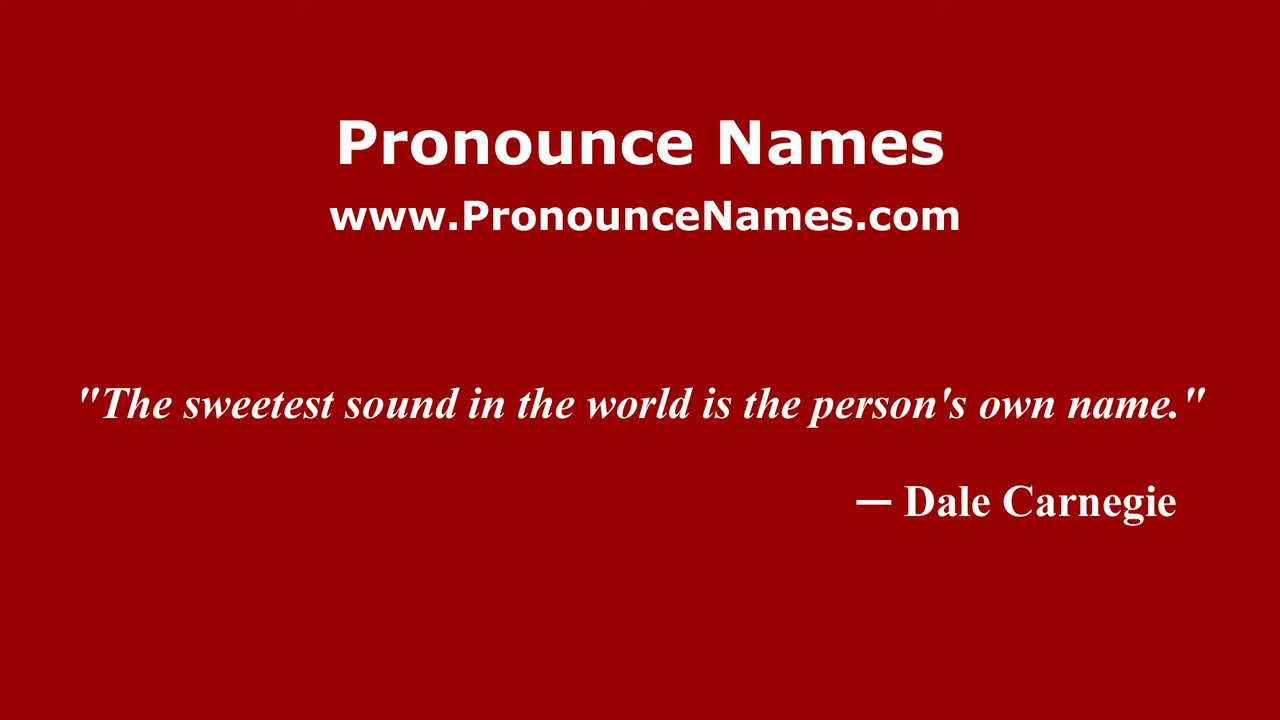 Pronounce Names
www.PronounceNames.com
"The sweetest sound in the world is the person's own name."
— Dale Carnegie